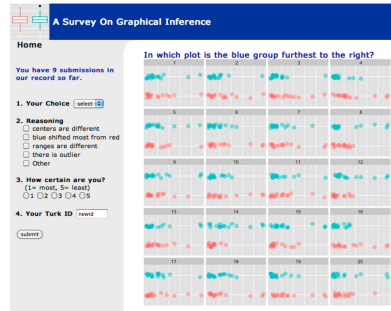 A Survey On Graphical Inference
Home
You have 9 submissions in
our record so far.
1. Your Choice select
2. Reasoning
centers are different
blue shifted most from red
ranges are different
there is outlier
Other
3. How certain are you?
(1= most, 5= least)
1 2 3 4 5
4. Your Turk ID newid
submit
In which plot is the blue group furthest to the right?
1 2 3 4
5 6 7 8
9 10 11 12
13 14 15 16
17 18 19 20